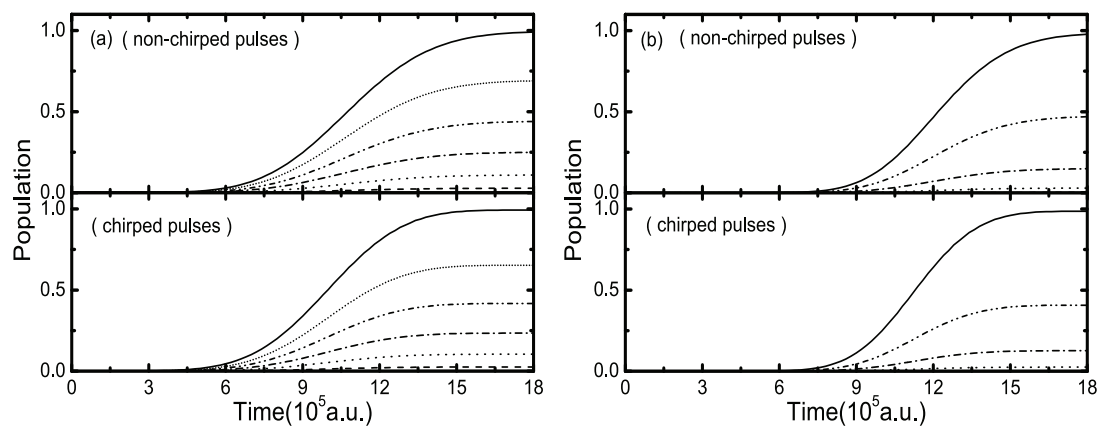 (a) ( non-chirped pulses )
1.0
0.5
0.0
( chirped pulses )
1.0
0.5
0.0
0 3 6 9 12 15 18
Time(10⁵a.u.)
Population
(b) ( non-chirped pulses )
1.0
0.5
0.0
( chirped pulses )
1.0
0.5
0.0
0 3 6 9 12 15 18
Time(10⁵a.u.)
Population